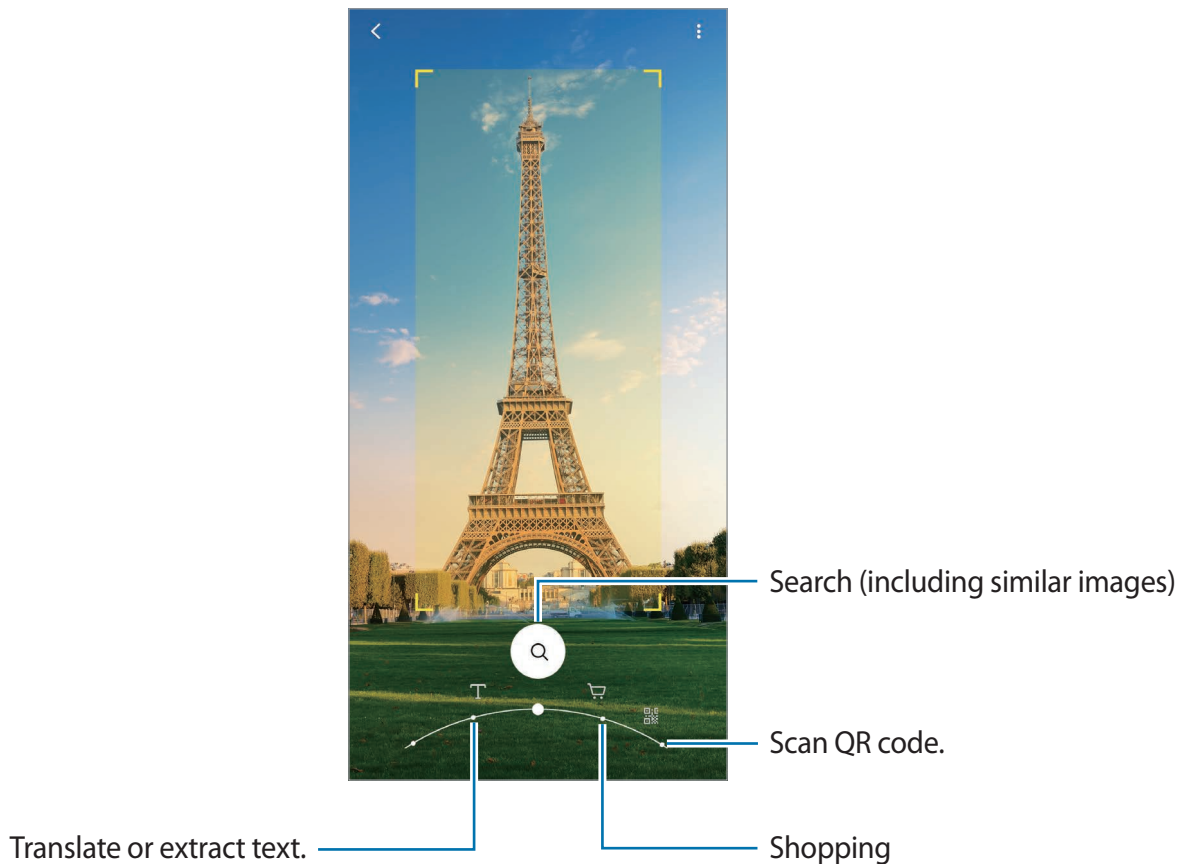 Search (including similar images)
T
Scan QR code.
Translate or extract text.
Shopping